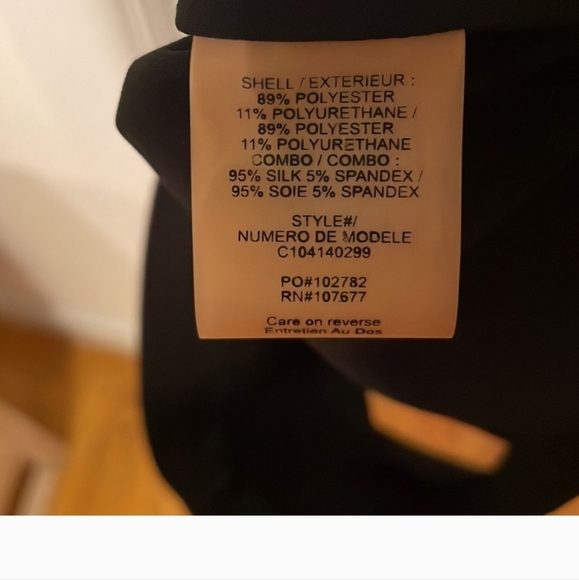 SHELL / EXTERIEUR :
89% POLYESTER
11% POLYURETHANE /
89% POLYESTER
11% POLYURETHANE
COMBO / COMBO :
95% SILK 5% SPANDEX /
95% SOIE 5% SPANDEX
STYLE#/
NUMERO DE MODELE
C104140299
PO#102782
RN#107677
Care on reverse
Entretien Au Dos